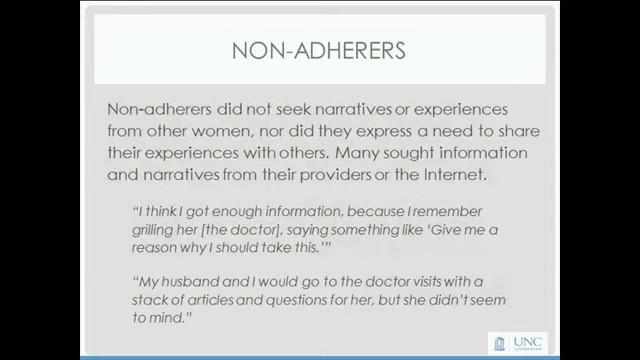 NON-ADHERERS
Non-adherers did not seek narratives or experiences
from other women, nor did they express a need to share
their experiences with others. Many sought information
and narratives from their providers or the Internet.
“I think I got enough information, because I remember
grilling her [the doctor], saying something like ‘Give me a
reason why I should take this.’”
“My husband and I would go to the doctor visits with a
stack of articles and questions for her, but she didn’t seem
to mind.”
UNC